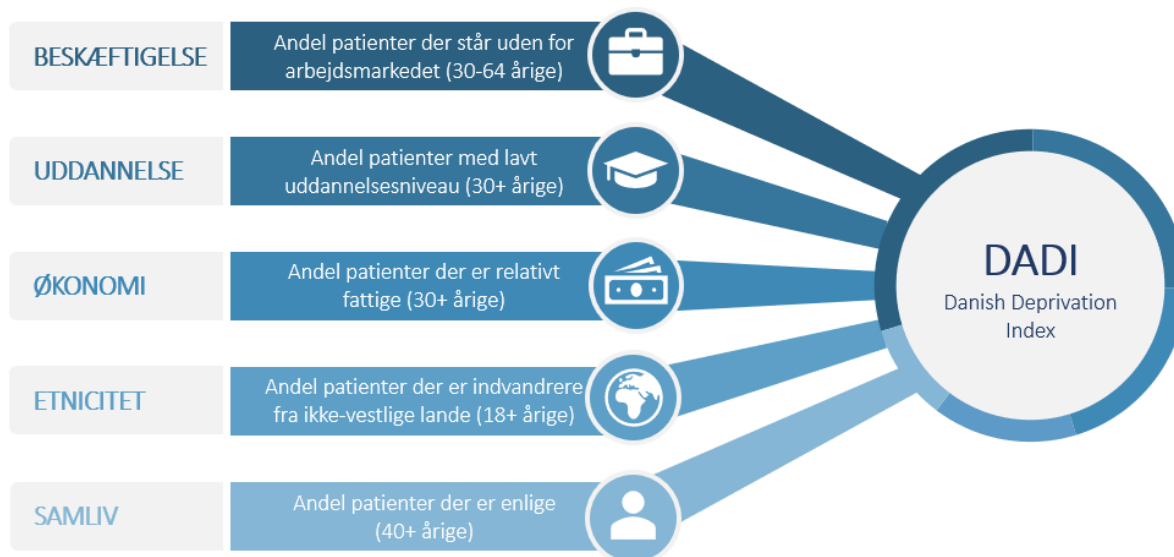 BESKÆFTIGELSE
Andel patienter der står uden for
arbejdsmarkedet (30-64 årige)
UDDANNELSE
Andel patienter med lavt
uddannelsesniveau (30+ årige)
ØKONOMI
Andel patienter der er relativt
fattige (30+ årige)
ETNICITET
Andel patienter der er indvandrere
fra ikke-vestlige lande (18+ årige)
SAMLIV
Andel patienter der er enlige
(40+ årige)
DADI
Danish Deprivation
Index